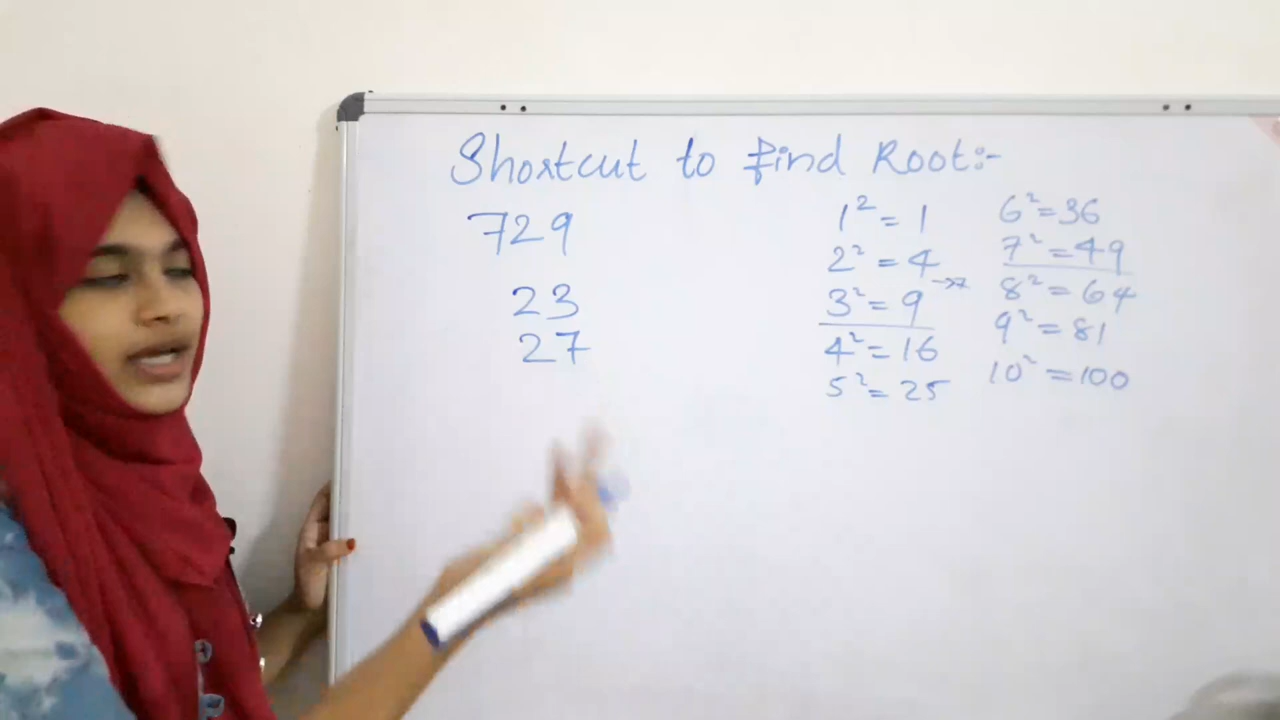 Shortcut to find Root:-
729
23
27
1² = 1
2² = 4
3² = 9 →7
4² = 16
5² = 25
6² = 36
7² = 49
8² = 64
9² = 81
10² = 100